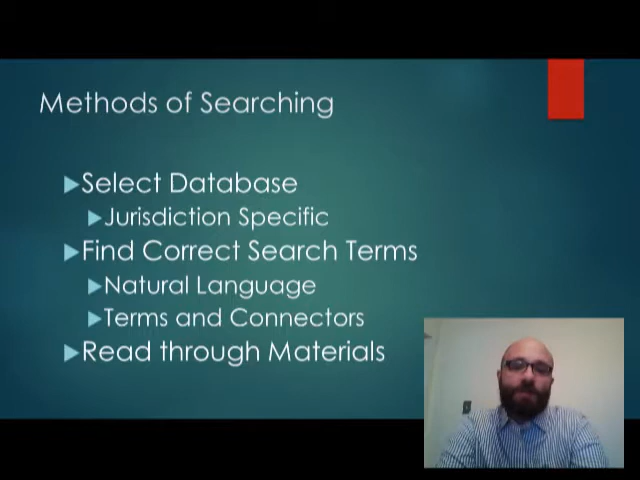 Methods of Searching
Select Database
Jurisdiction Specific
Find Correct Search Terms
Natural Language
Terms and Connectors
Read through Materials